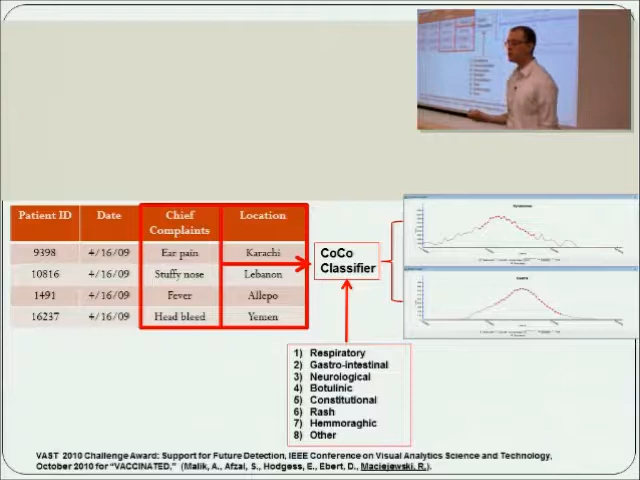 Patient ID Date Chief Complaints Location
9398 4/16/09 Ear pain Karachi
10816 4/16/09 Stuffy nose Lebanon
1491 4/16/09 Fever Allepo
16237 4/16/09 Head bleed Yemen
CoCo
Classifier
1) Respiratory
2) Gastro-intestinal
3) Neurological
4) Botulinic
5) Constitutional
6) Rash
7) Hemmoraghic
8) Other
VAST 2010 Challenge Award: Support for Future Detection, IEEE Conference on Visual Analytics Science and Technology,
October 2010 for "VACCINATED," (Malik, A., Afzal, S., Hodgess, E., Ebert, D., Maciejewski, R.).